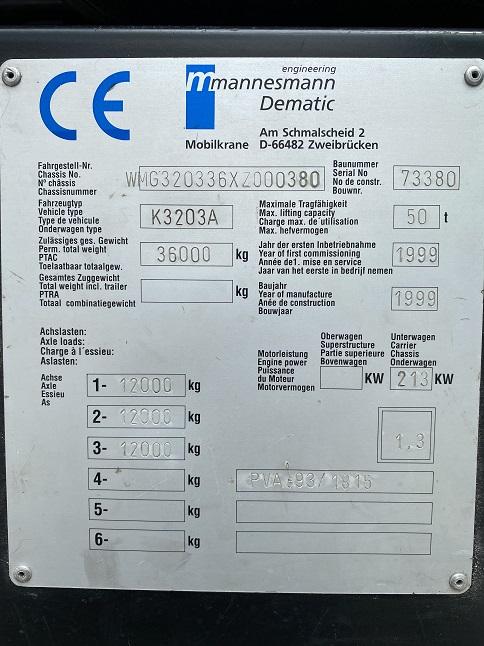 CE
engineering
mannesmann
Dematic
Mobilkrane
Am Schmalscheid 2
D-66482 Zweibrücken
Fahrgestell-Nr.
Chassis No.
N° châssis
Chassisnummer
WMG320336XZ000380
Baunummer
Serial No
No de constr.
Bouwnr.
73380
Fahrzeugtyp
Vehicle type
Type de vehicule
Onderwagen type
K3203A
Maximale Tragfähigkeit
Max. lifting capacity
Charge max. de utilisation
Max. hefvermogen
50 t
Zulässiges ges. Gewicht
Perm. total weight
PTAC
Toelaatbaar totaalgew.
36000 kg
Jahr der ersten Inbetriebnahme
Year of first commissioning
Année de1. mise en service
Jaar van het eerste in bedrijf nemen
1999
Gesamtes Zuggewicht
Total weight incl. trailer
PTRA
Totaal combinatiegewicht
kg
Baujahr
Year of manufacture
Anée de construction
Bouwjaar
1999
Achslasten:
Axle loads:
Charge à l'essieu:
Aslasten:
Motorleistung
Engine power
Puissance
du Moteur
Motorvermogen
Oberwagen
Superstructure
Partie superieure
Bovenwagen
KW
Unterwagen
Carrier
Chassis
Onderwagen
213 KW
Achse
Axle
Essieu
As
1- 12000 kg
2- 12000 kg
3- 12000 kg
4- kg
5- kg
6- kg
1,3